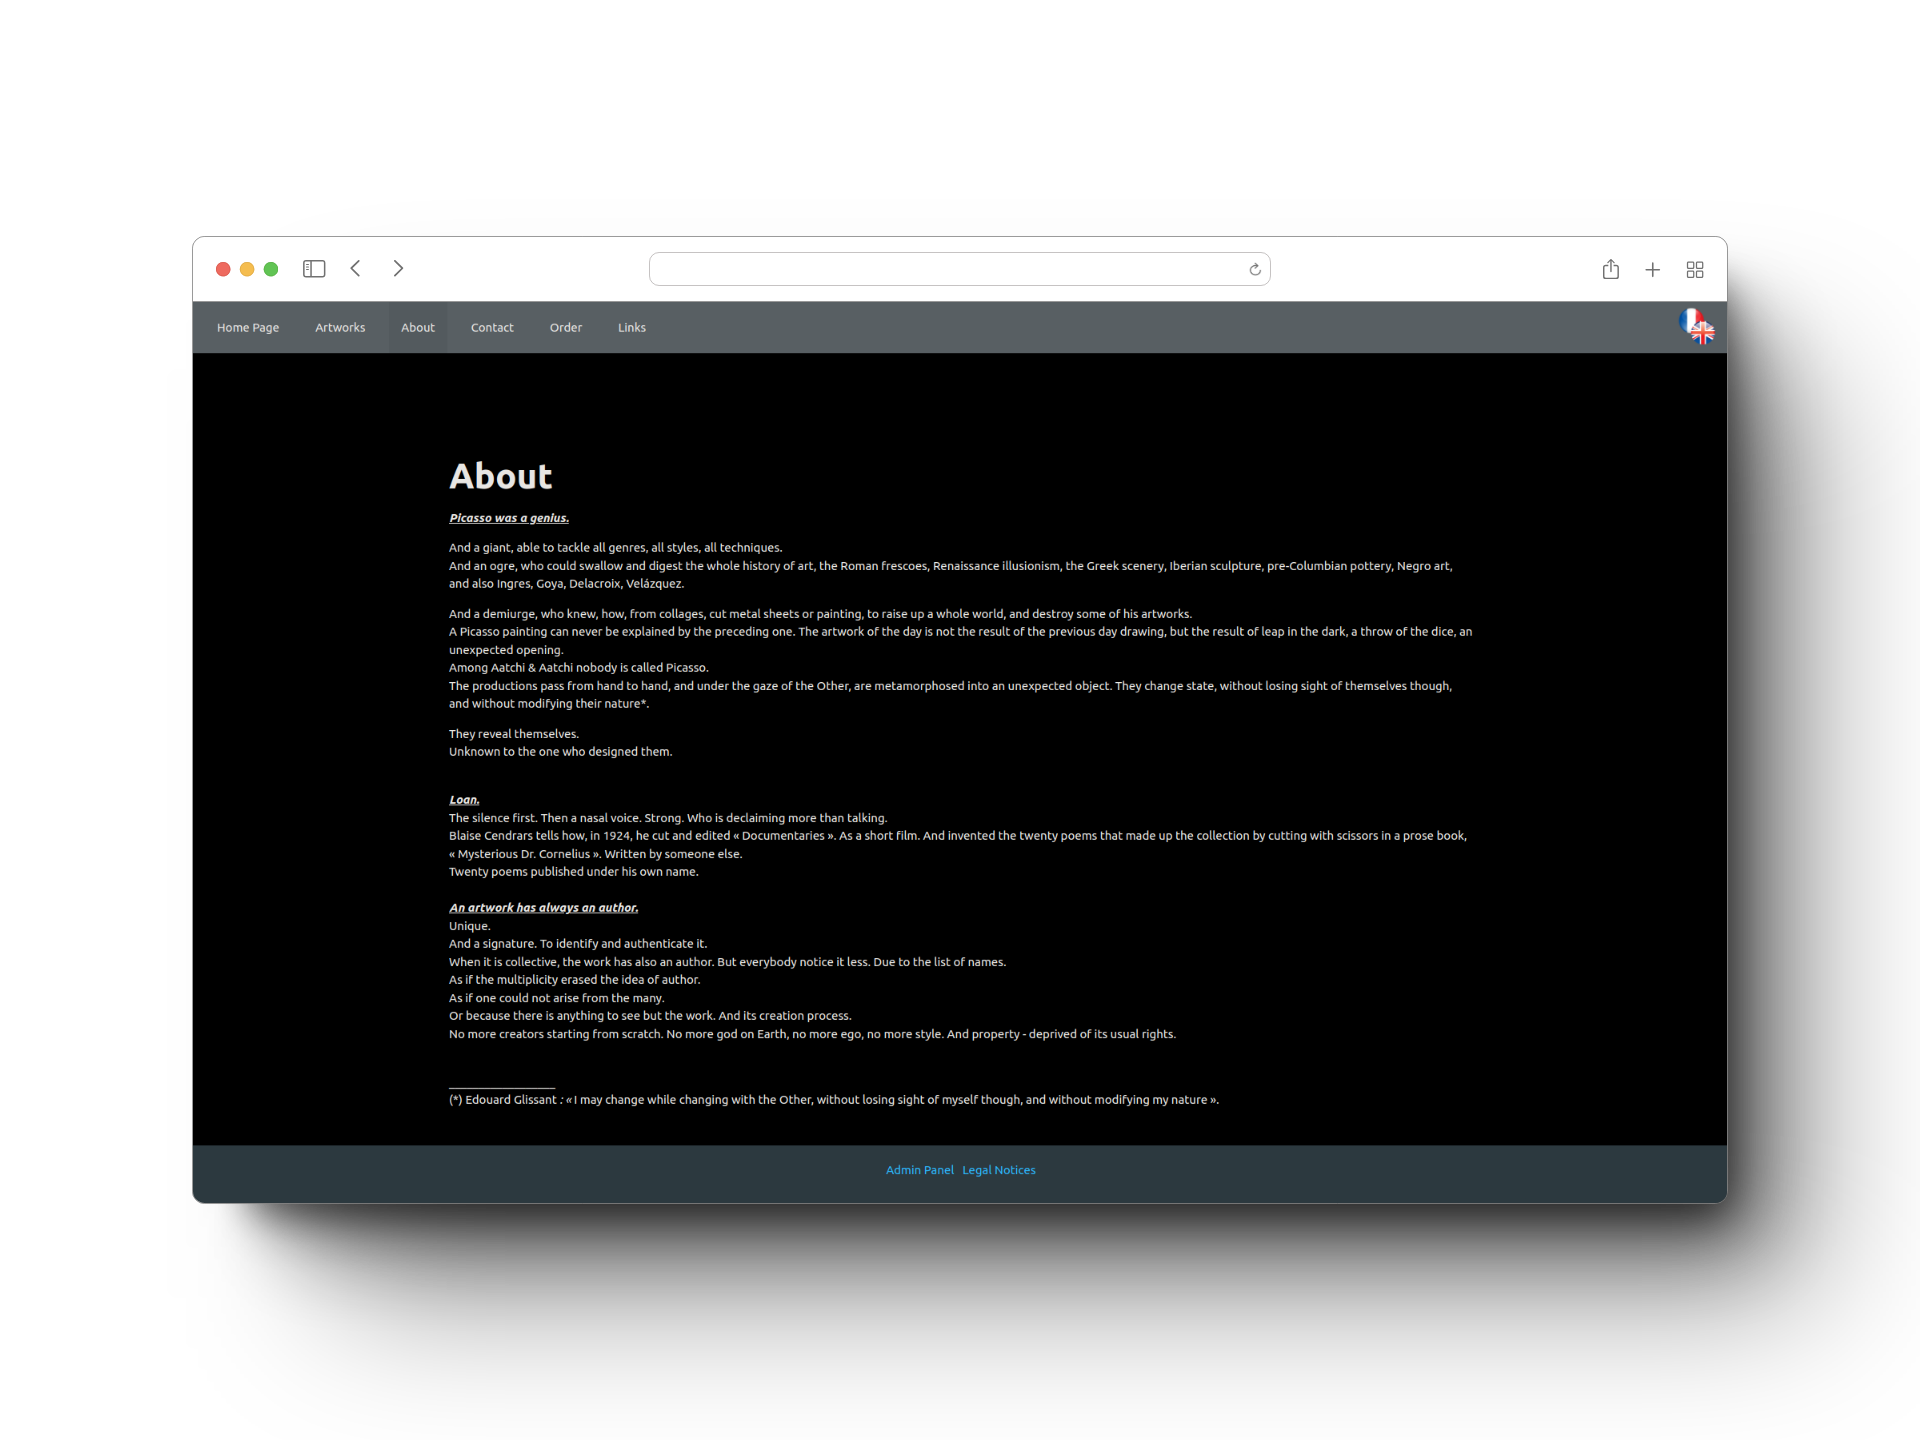 Home Page Artworks About Contact Order Links
About
Picasso was a genius.
And a giant, able to tackle all genres, all styles, all techniques.
And an ogre, who could swallow and digest the whole history of art, the Roman frescoes, Renaissance illusionism, the Greek scenery, Iberian sculpture, pre-Columbian pottery, Negro art,
and also Ingres, Goya, Delacroix, Velázquez.
And a demiurge, who knew, how, from collages, cut metal sheets or painting, to raise up a whole world, and destroy some of his artworks.
A Picasso painting can never be explained by the preceding one. The artwork of the day is not the result of the previous day drawing, but the result of leap in the dark, a throw of the dice, an
unexpected opening.
Among Aatchi & Aatchi nobody is called Picasso.
The productions pass from hand to hand, and under the gaze of the Other, are metamorphosed into an unexpected object. They change state, without losing sight of themselves though,
and without modifying their nature*.
They reveal themselves.
Unknown to the one who designed them.
Loan.
The silence first. Then a nasal voice. Strong. Who is declaiming more than talking.
Blaise Cendrars tells how, in 1924, he cut and edited « Documentaries ». As a short film. And invented the twenty poems that made up the collection by cutting with scissors in a prose book,
« Mysterious Dr. Cornelius ». Written by someone else.
Twenty poems published under his own name.
An artwork has always an author.
Unique.
And a signature. To identify and authenticate it.
When it is collective, the work has also an author. But everybody notice it less. Due to the list of names.
As if the multiplicity erased the idea of author.
As if one could not arise from the many.
Or because there is anything to see but the work. And its creation process.
No more creators starting from scratch. No more god on Earth, no more ego, no more style. And property - deprived of its usual rights.
(*) Edouard Glissant : « I may change while changing with the Other, without losing sight of myself though, and without modifying my nature ».
Admin Panel Legal Notices